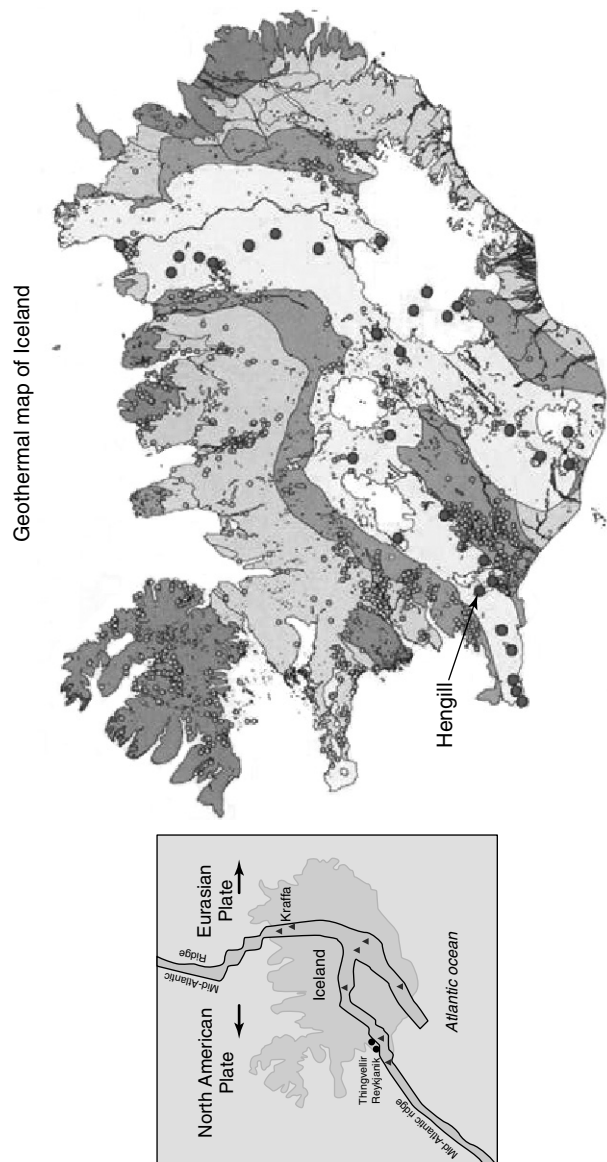 Geothermal map of Iceland
Hengill
Mid-Atlantic
Ridge
North American
Plate
Eurasian
Plate
Kraffa
Iceland
Thingvellir
Reykjanik
Atlantic ocean
Mid-Atlantic ridge